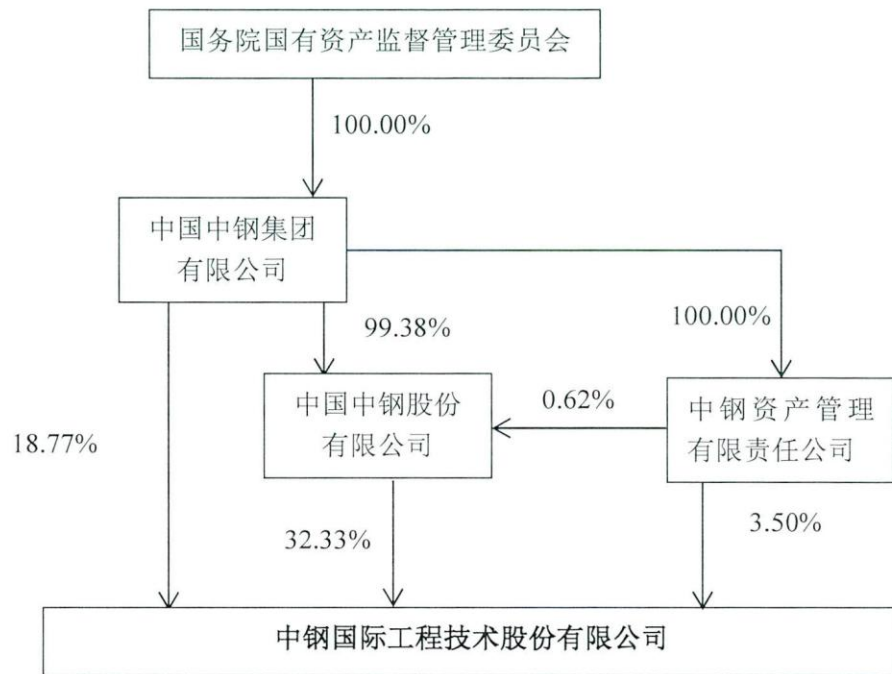 国务院国有资产监督管理委员会
100.00%
中国中钢集团
有限公司
99.38%
100.00%
18.77%
中国中钢股份
有限公司
0.62%
中钢资产管理
有限责任公司
32.33%
3.50%
中钢国际工程技术股份有限公司